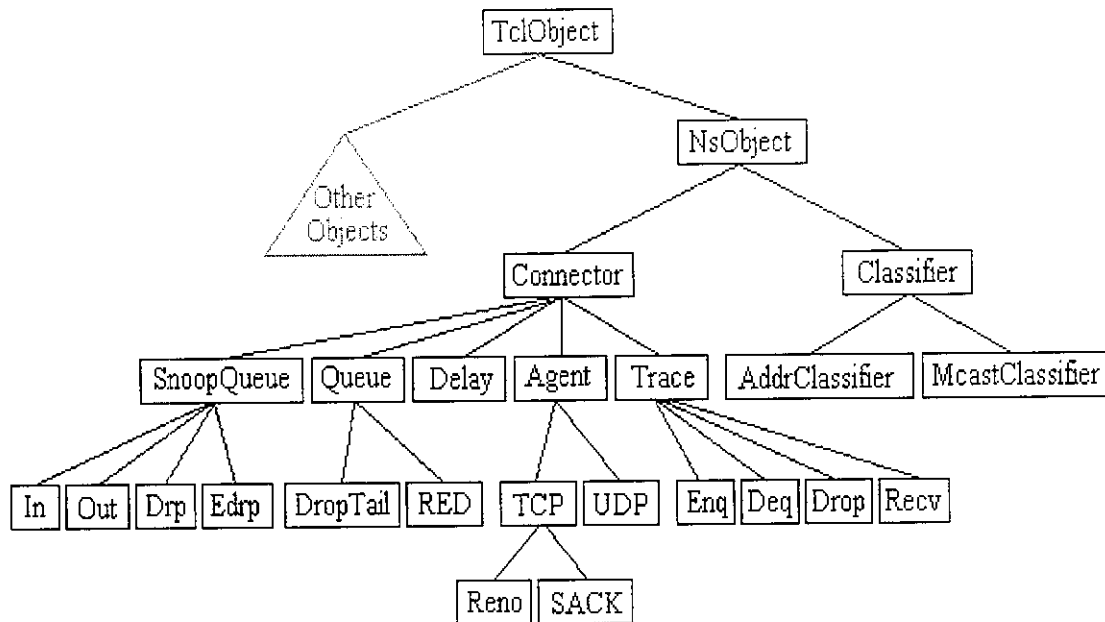 TclObject
NsObject
Other
Objects
Connector
Classifier
SnoopQueue
Queue
Delay
Agent
Trace
AddrClassifier
McastClassifier
In
Out
Drp
Edrp
DropTail
RED
TCP
UDP
Enq
Deq
Drop
Recv
Reno
SACK